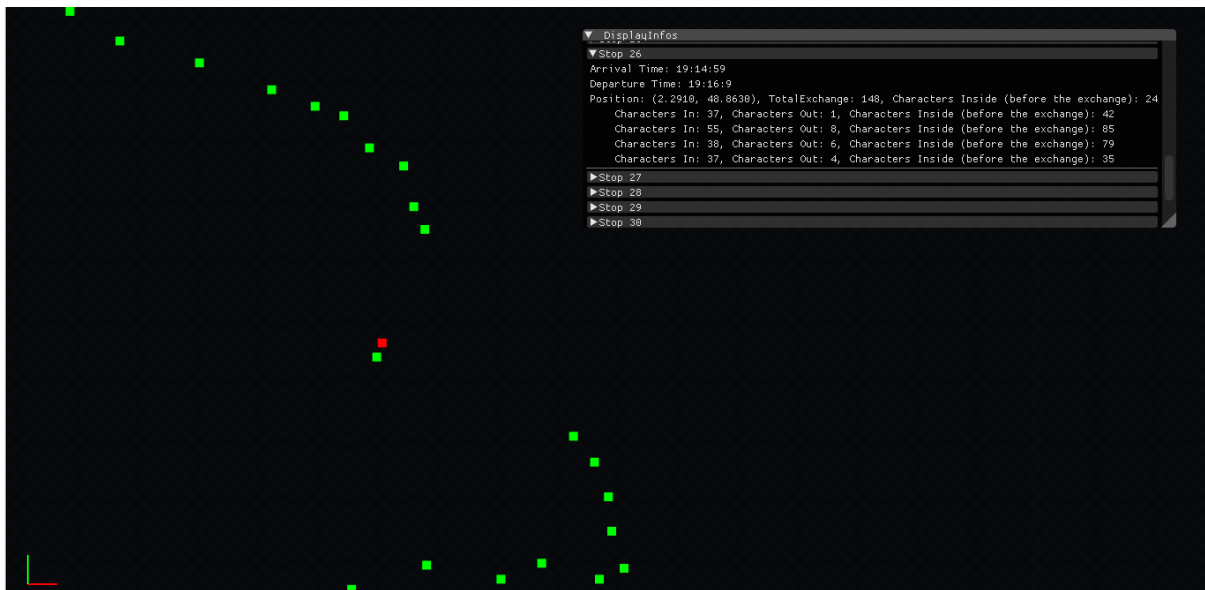 _DisplayInfos
Stop 26
Arrival Time: 19:14:59
Departure Time: 19:16:9
Position: (2.2910, 48.8630), TotalExchange: 148, Characters Inside (before the exchange): 24
Characters In: 37, Characters Out: 1, Characters Inside (before the exchange): 42
Characters In: 55, Characters Out: 8, Characters Inside (before the exchange): 85
Characters In: 38, Characters Out: 6, Characters Inside (before the exchange): 79
Characters In: 37, Characters Out: 4, Characters Inside (before the exchange): 35
Stop 27
Stop 28
Stop 29
Stop 30